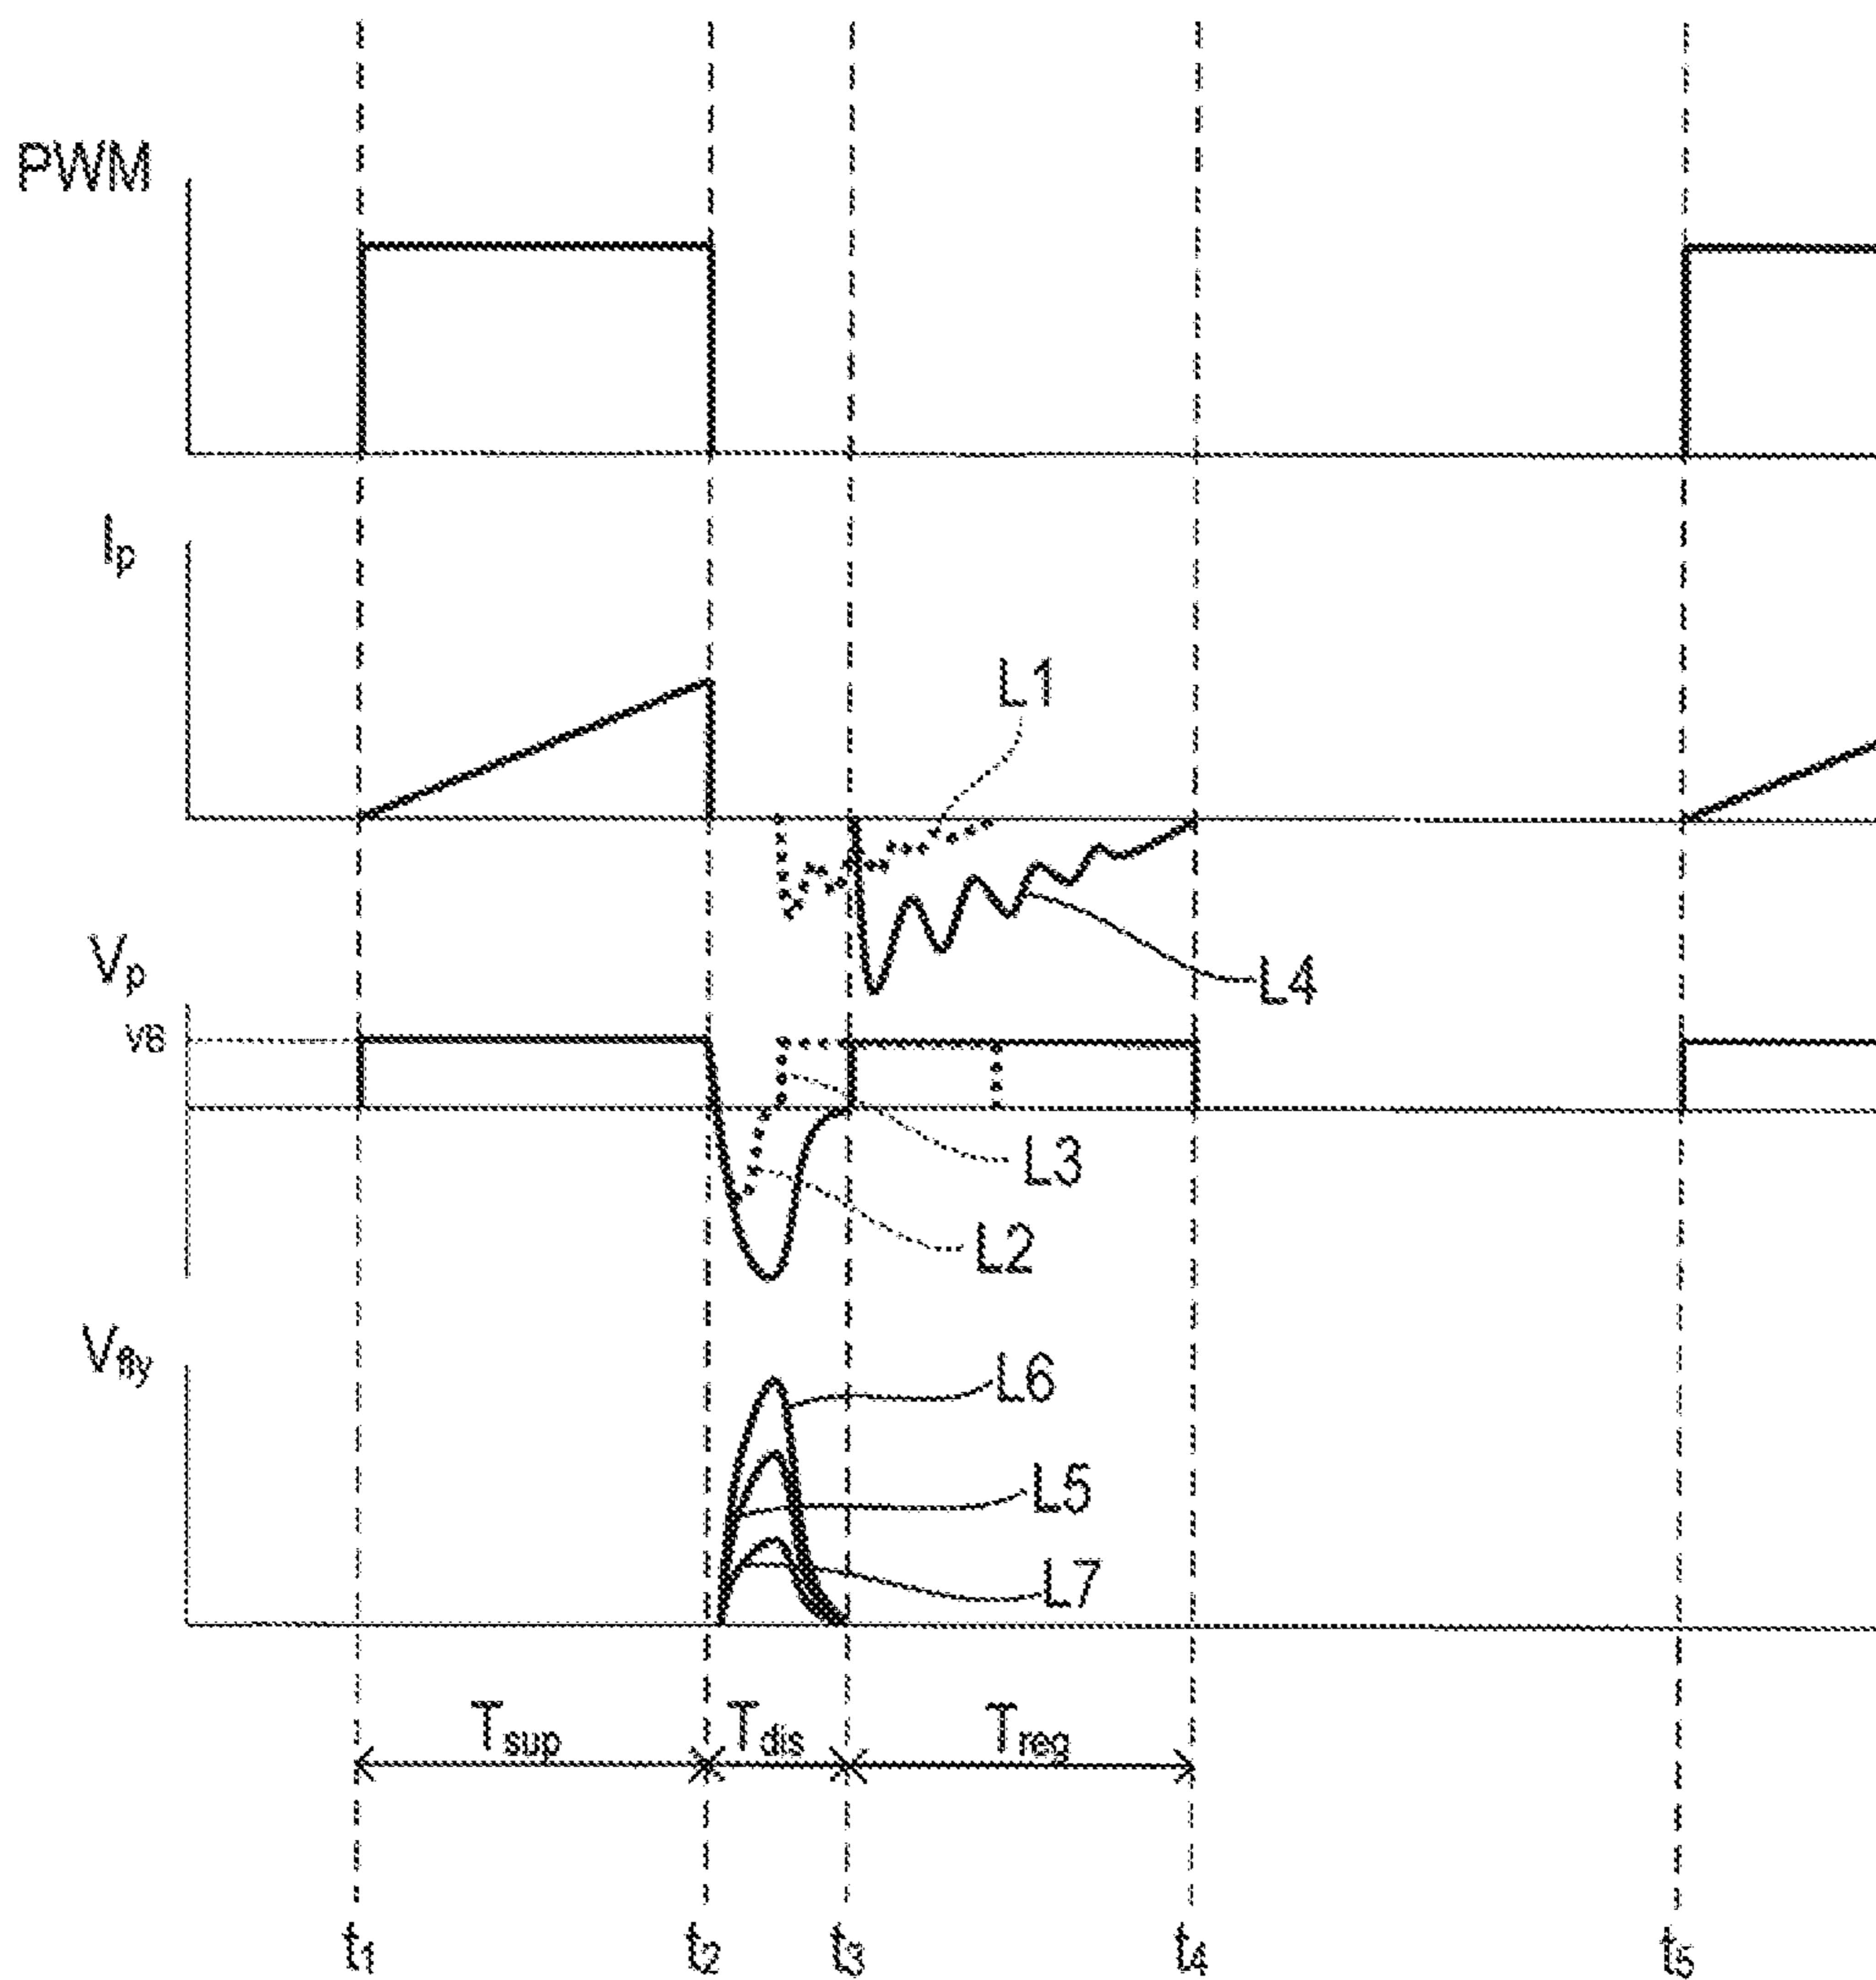 PWM
Ip
L1
Vp
L4
VB
L3
L2
Vfly
L6
L5
L7
Tsup Tdis Treg
t1 t2 t3 t4 t5